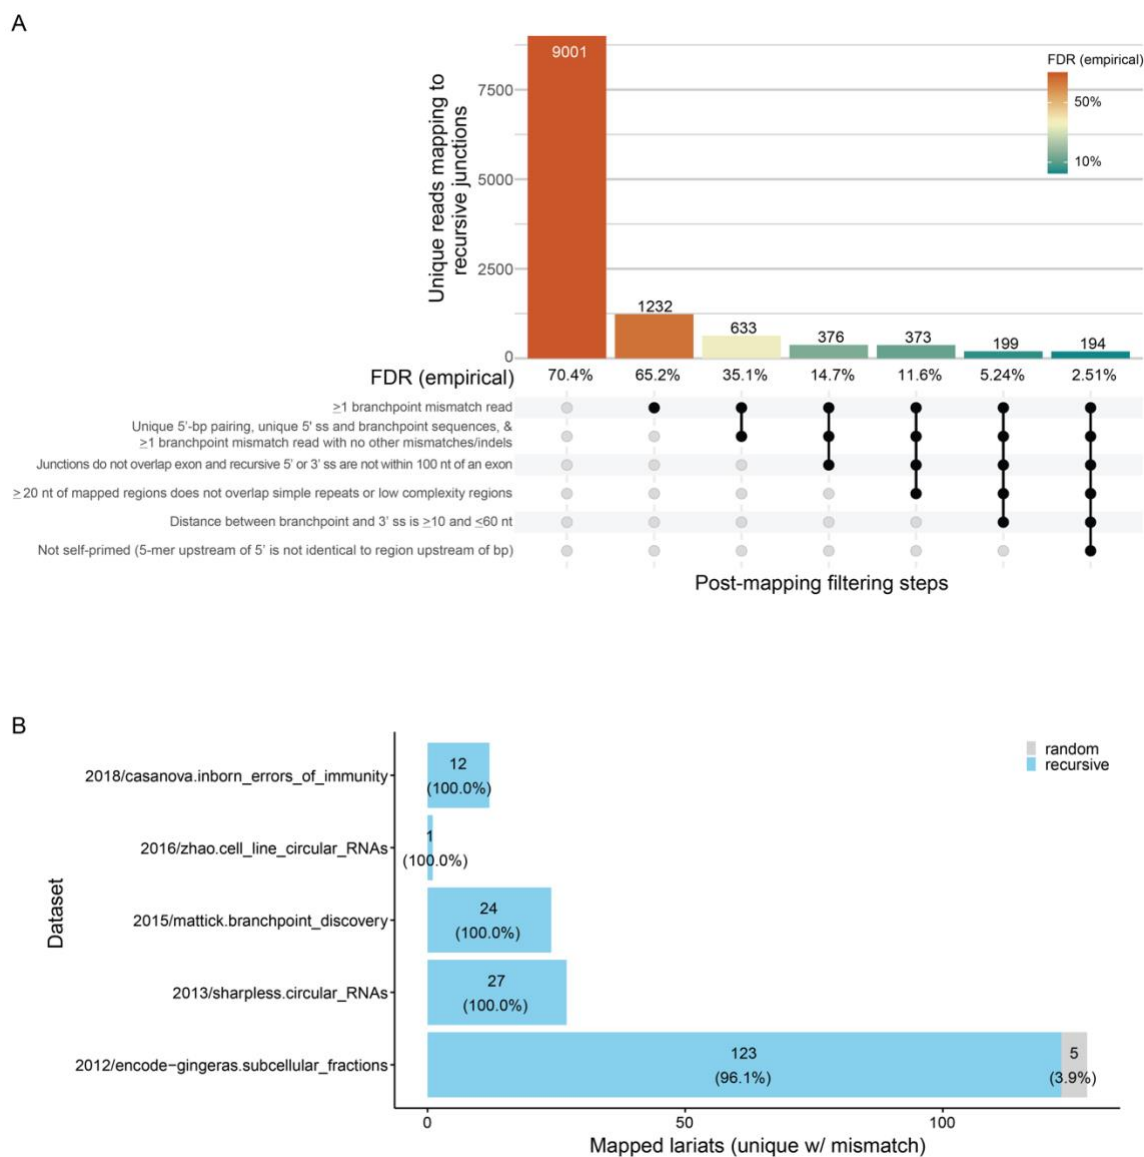 A
Unique reads mapping to
recursive junctions
7500
5000
2500
0
9001
1232
633
376
373
199
194
FDR (empirical)
50%
10%
FDR (empirical) 70.4% 65.2% 35.1% 14.7% 11.6% 5.24% 2.51%
≥1 branchpoint mismatch read
Unique 5'-bp pairing, unique 5' ss and branchpoint sequences, &
≥1 branchpoint mismatch read with no other mismatches/indels
Junctions do not overlap exon and recursive 5' or 3' ss are not within 100 nt of an exon
≥ 20 nt of mapped regions does not overlap simple repeats or low complexity regions
Distance between branchpoint and 3' ss is ≥10 and ≤60 nt
Not self-primed (5-mer upstream of 5' is not identical to region upstream of bp)
Post-mapping filtering steps
B
Dataset
random
recursive
2018/casanova.inborn_errors_of_immunity
12
(100.0%)
2016/zhao.cell_line_circular_RNAs
1
(100.0%)
2015/mattick.branchpoint_discovery
24
(100.0%)
2013/sharpless.circular_RNAs
27
(100.0%)
2012/encode−gingeras.subcellular_fractions
123
(96.1%)
5
(3.9%)
0 50 100
Mapped lariats (unique w/ mismatch)